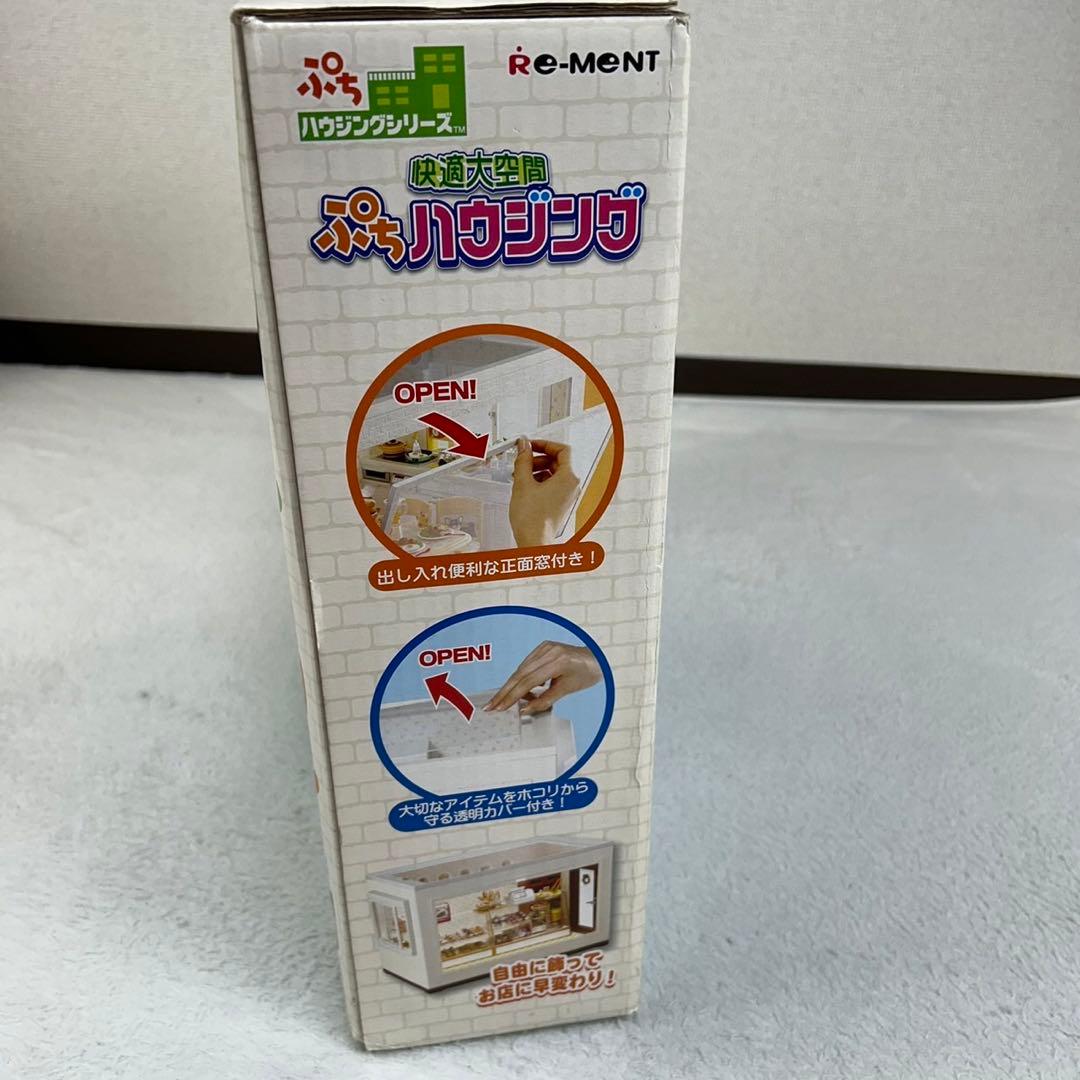 ぷち
ハウジングシリーズ™
Re-MeNT
快適大空間
ぷちハウジング
OPEN!
出し入れ便利な正面窓付き！
OPEN!
大切なアイテムをホコリから
守る透明カバー付き！
自由に飾って
お店に早変わり！